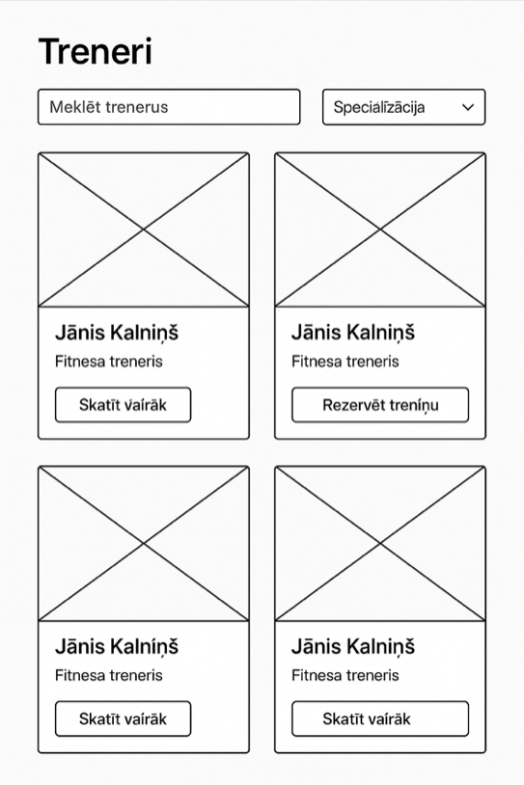 Treneri
Meklēt trenerus
Specialīzācija
Jānis Kalniņš
Fitnesa treneris
Skatīt vaírāk
Jānis Kalniņš
Fitnesa treneris
Rezervēt treníņu
Jānis Kalníņš
Fitnesa treneris
Skatīt vaírāk
Jānis Kalniņš
Fitnesa treneris
Skatīt vaírāk